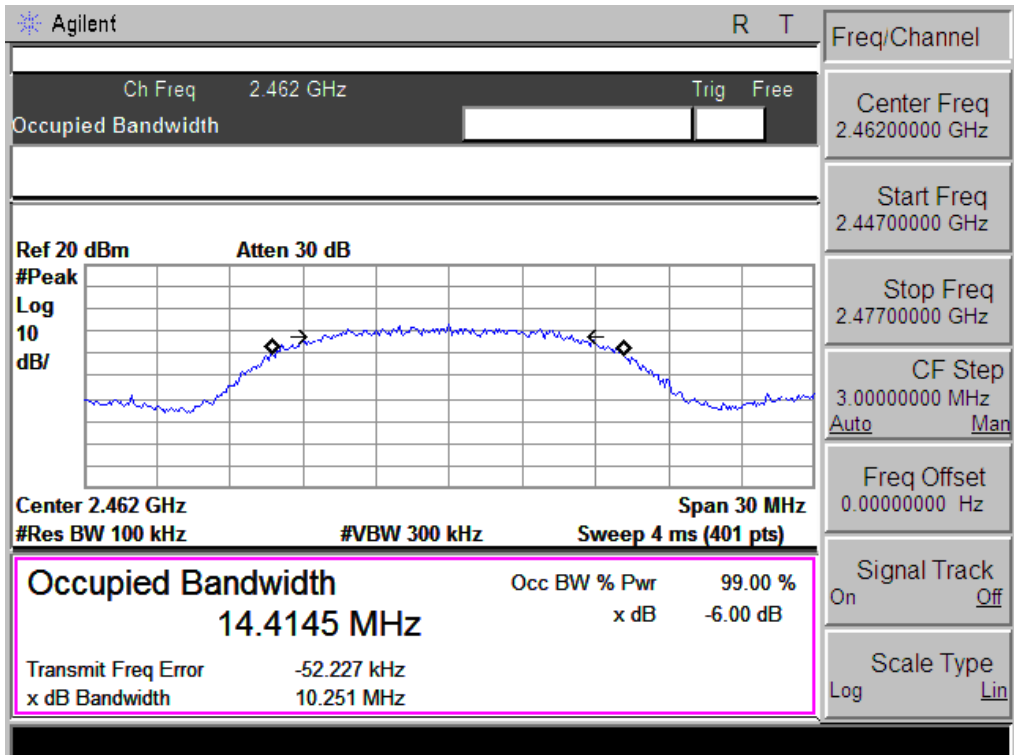 Agilent R T
Ch Freq 2.462 GHz Trig Free
Occupied Bandwidth
Ref 20 dBm Atten 30 dB
#Peak
Log
10
dB/
Center 2.462 GHz Span 30 MHz
#Res BW 100 kHz #VBW 300 kHz Sweep 4 ms (401 pts)
Occupied Bandwidth Occ BW % Pwr 99.00 %
14.4145 MHz x dB -6.00 dB
Transmit Freq Error -52.227 kHz
x dB Bandwidth 10.251 MHz
Freq/Channel
Center Freq
2.46200000 GHz
Start Freq
2.44700000 GHz
Stop Freq
2.47700000 GHz
CF Step
3.00000000 MHz
Auto Man
Freq Offset
0.00000000 Hz
Signal Track
On Off
Scale Type
Log Lin